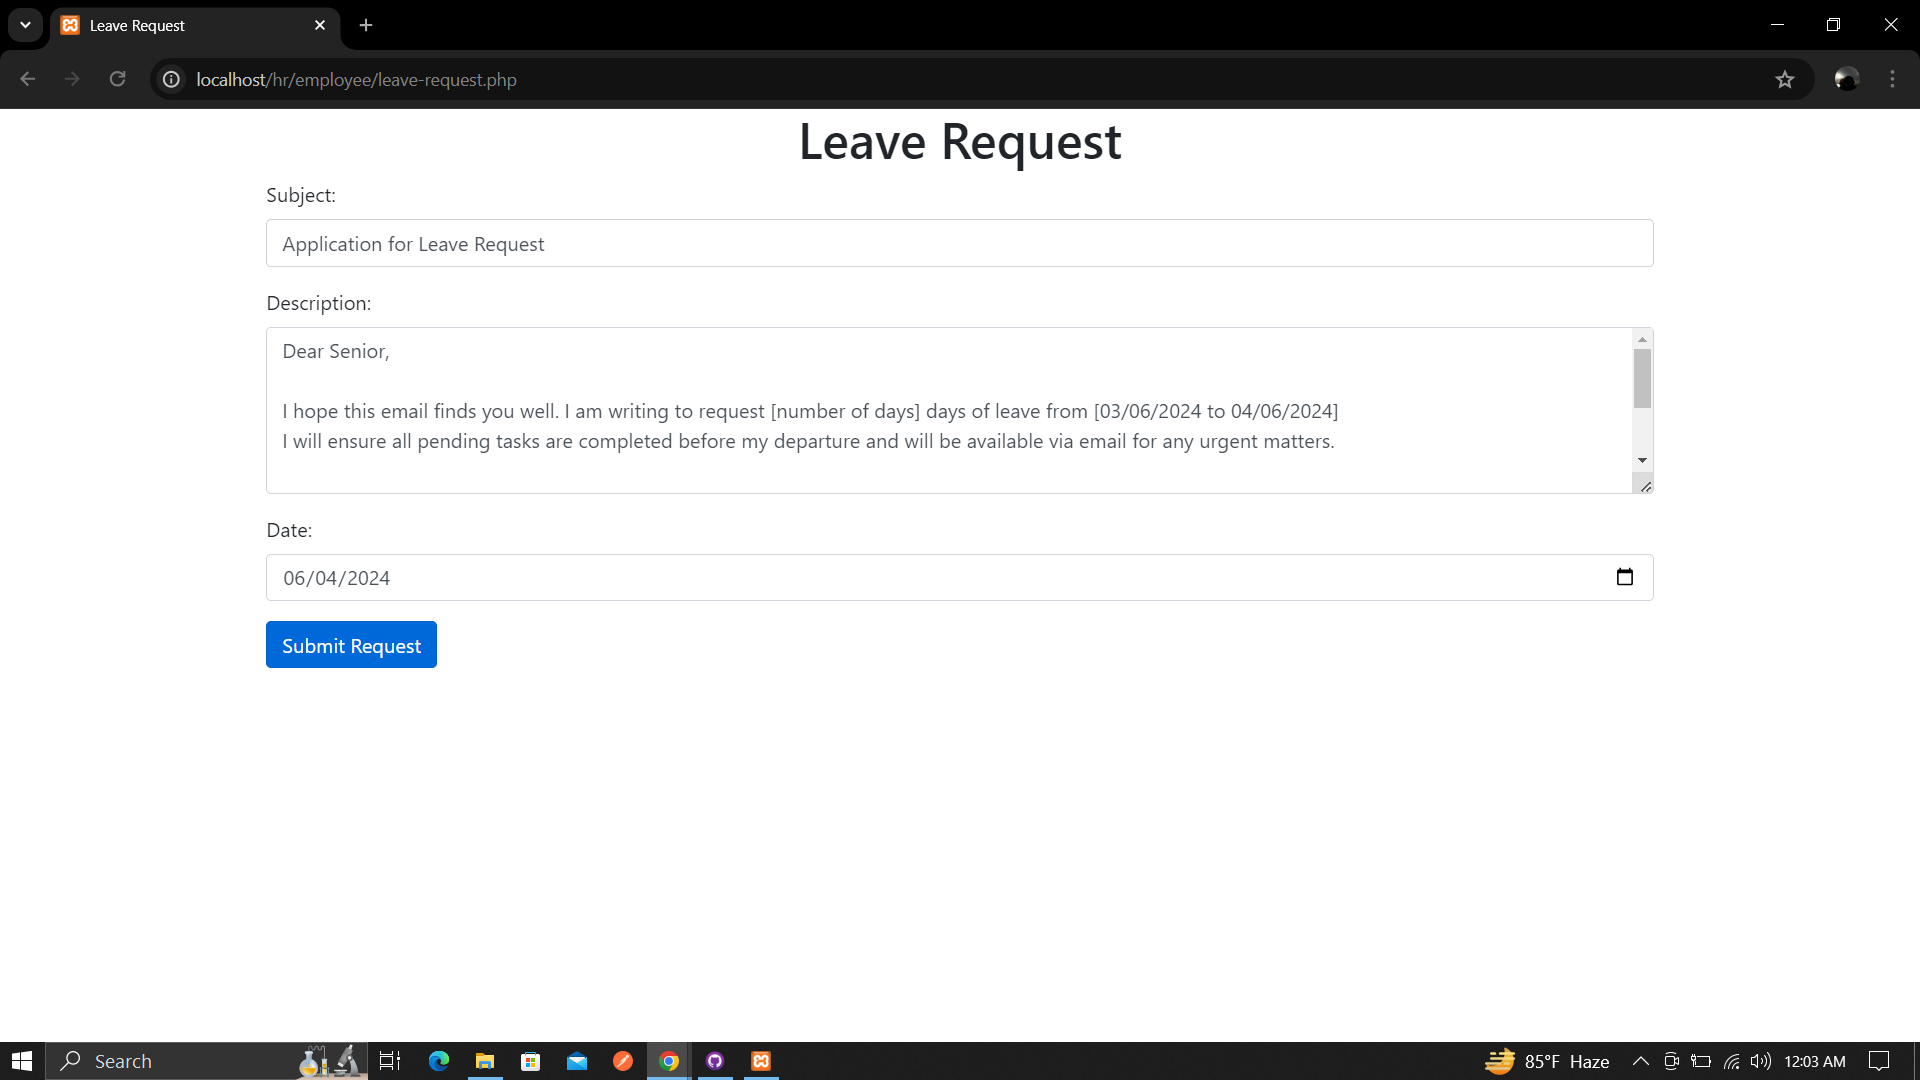 Leave Request
localhost/hr/employee/leave-request.php
Leave Request
Subject:
Application for Leave Request
Description:
Dear Senior,
I hope this email finds you well. I am writing to request [number of days] days of leave from [03/06/2024 to 04/06/2024]
I will ensure all pending tasks are completed before my departure and will be available via email for any urgent matters.
Date:
06/04/2024
Submit Request
Search
85°F Haze
12:03 AM